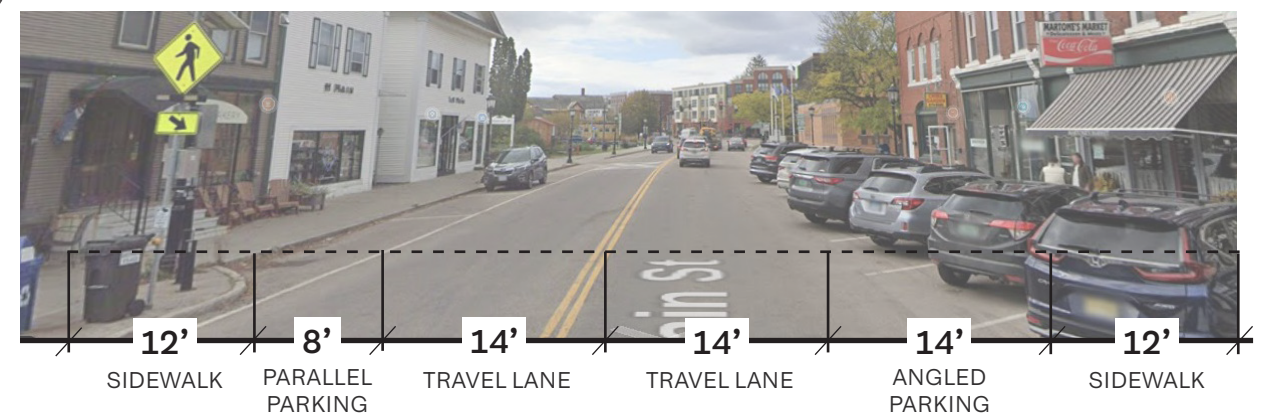 MARTONE'S MARKET
Coca-Cola
ain St
12’
8’
14’
14’
14’
12’
SIDEWALK
PARALLEL
PARKING
TRAVEL LANE
TRAVEL LANE
ANGLED
PARKING
SIDEWALK